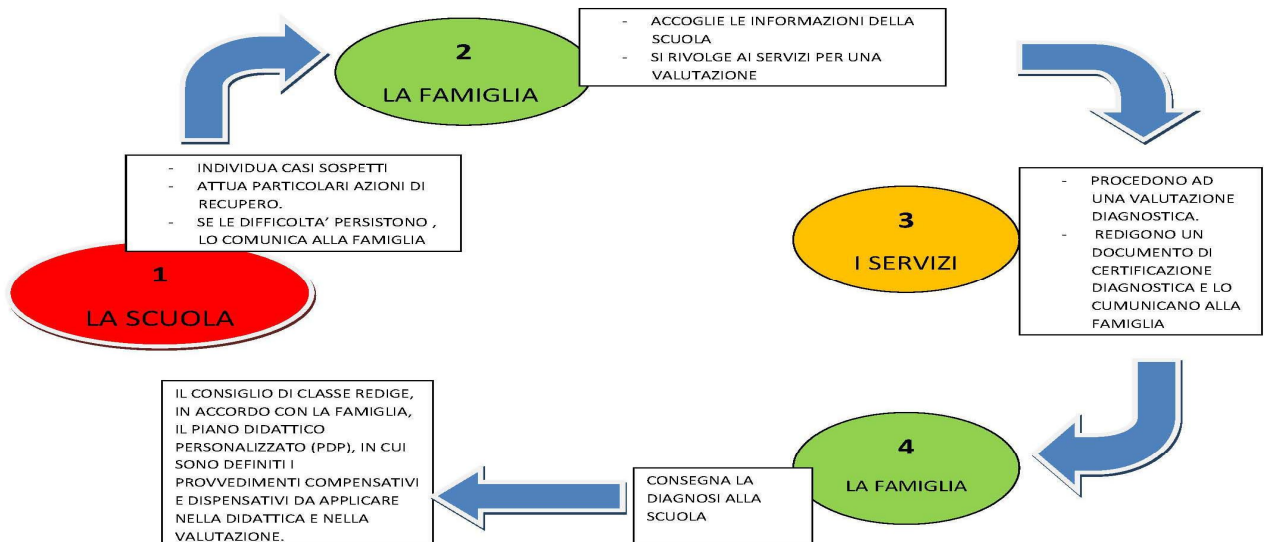 - INDIVIDUA CASI SOSPETTI
- ATTUA PARTICOLARI AZIONI DI
RECUPERO.
- SE LE DIFFICOLTA’ PERSISTONO ,
LO COMUNICA ALLA FAMIGLIA
1
LA SCUOLA
2
LA FAMIGLIA
- ACCOGLIE LE INFORMAZIONI DELLA
SCUOLA
- SI RIVOLGE AI SERVIZI PER UNA
VALUTAZIONE
3
I SERVIZI
- PROCEDONO AD
UNA VALUTAZIONE
DIAGNOSTICA.
- REDIGONO UN
DOCUMENTO DI
CERTIFICAZIONE
DIAGNOSTICA E LO
CUMUNICANO ALLA
FAMIGLIA
4
LA FAMIGLIA
CONSEGNA LA
DIAGNOSI ALLA
SCUOLA
IL CONSIGLIO DI CLASSE REDIGE,
IN ACCORDO CON LA FAMIGLIA,
IL PIANO DIDATTICO
PERSONALIZZATO (PDP), IN CUI
SONO DEFINITI I
PROVVEDIMENTI COMPENSATIVI
E DISPENSATIVI DA APPLICARE
NELLA DIDATTICA E NELLA
VALUTAZIONE.